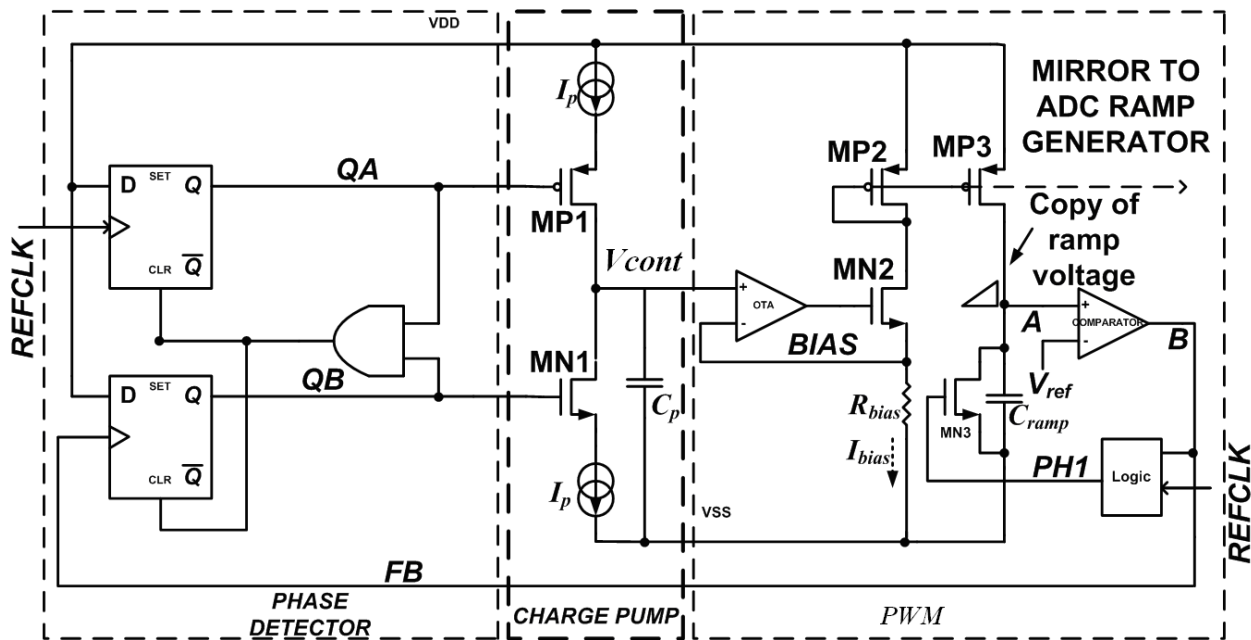 VDD
I_p
MIRROR TO
ADC RAMP
GENERATOR
MP2
MP3
D
SET
Q
QA
MP1
CLR
Q̅
REFCLK
Vcont
Copy of
ramp
voltage
+
OTA
-
MN2
BIAS
A
+
COMPARATOR
-
B
V_ref
QB
MN1
D
SET
Q
CLR
Q̅
C_p
R_bias
I_bias
MN3
C_ramp
PH1
Logic
REFCLK
I_p
VSS
FB
PHASE
DETECTOR
CHARGE PUMP
PWM